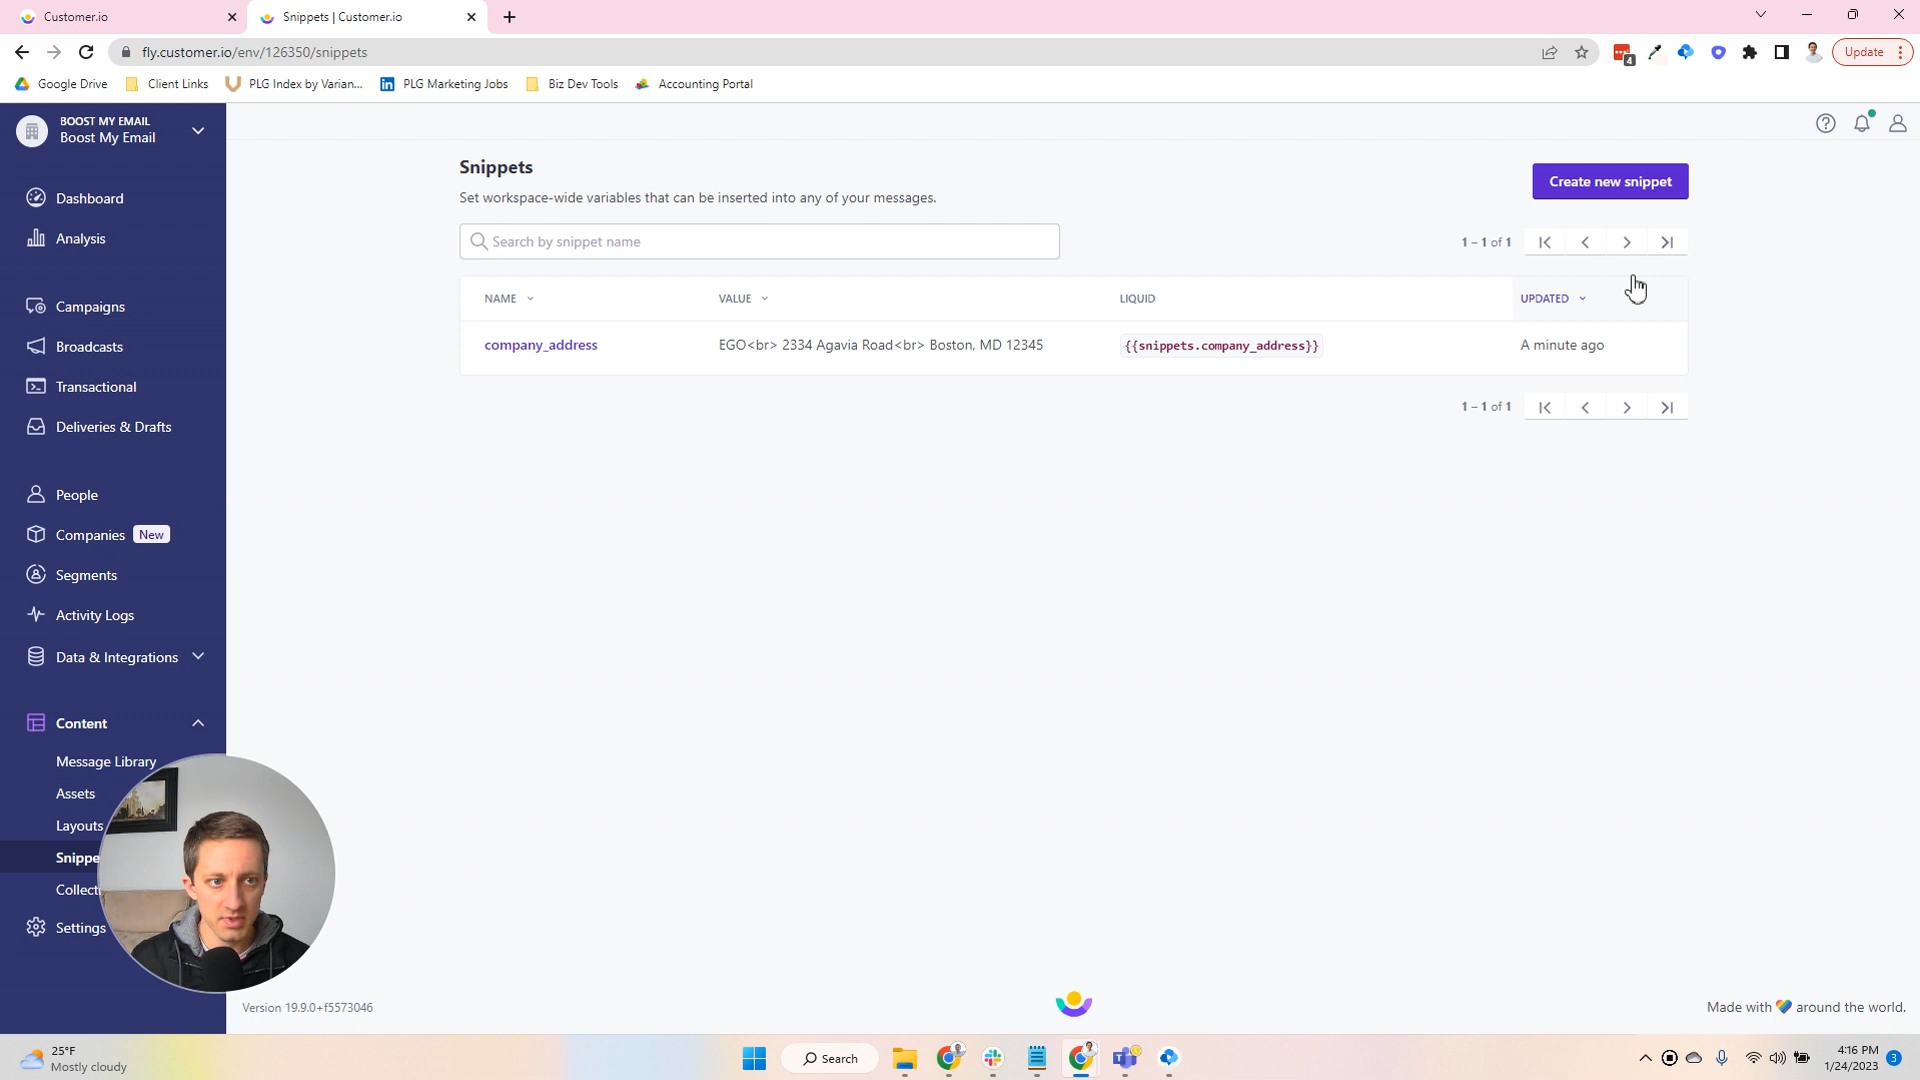 Customer.io
Snippets | Customer.io
fly.customer.io/env/126350/snippets
4
Update
Google Drive
Client Links
PLG Index by Varian...
PLG Marketing Jobs
Biz Dev Tools
Accounting Portal
BOOST MY EMAIL
Boost My Email
Dashboard
Analysis
Campaigns
Broadcasts
Transactional
Deliveries & Drafts
People
Companies New
Segments
Activity Logs
Data & Integrations
Content
Message Library
Assets
Layouts
Snippe
Collect
Settings
Snippets
Set workspace-wide variables that can be inserted into any of your messages.
Create new snippet
Search by snippet name
1 – 1 of 1
NAME VALUE LIQUID UPDATED
company_address EGO<br> 2334 Agavia Road<br> Boston, MD 12345 {{snippets.company_address}} A minute ago
1 – 1 of 1
Version 19.9.0+f5573046
Made with around the world.
25°F
Mostly cloudy
Search
4:16 PM
1/24/2023
3